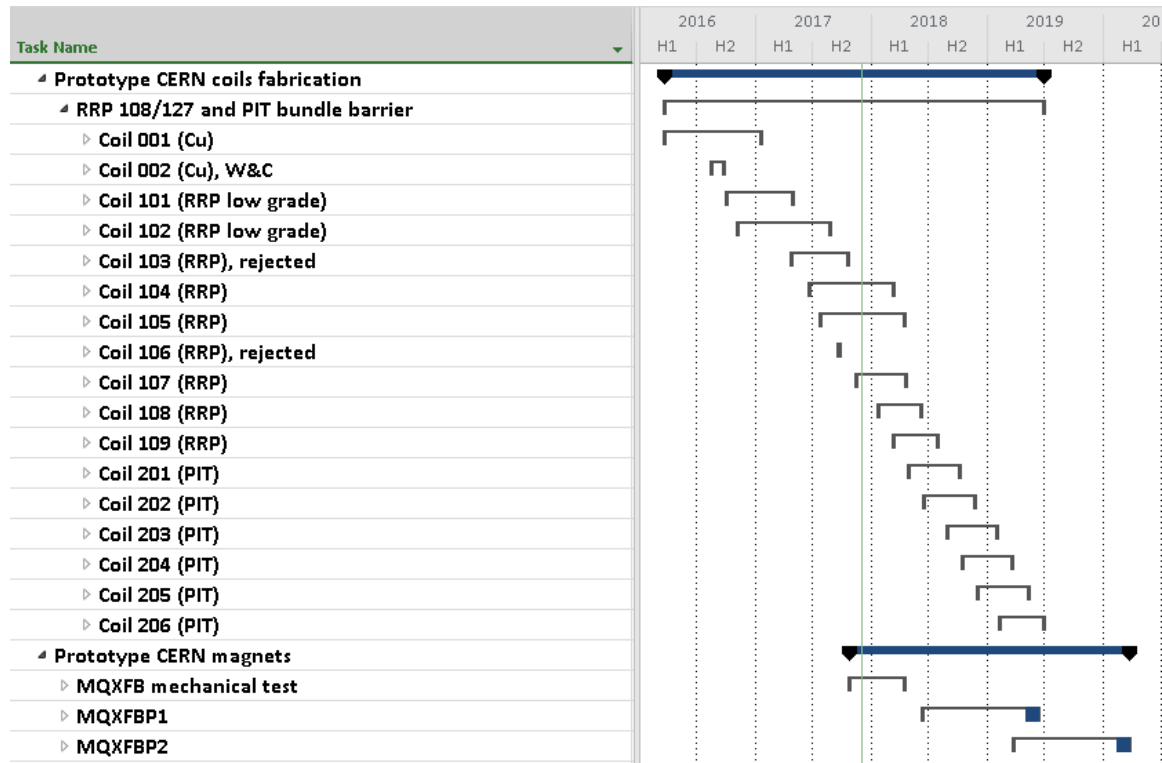 2016 2017 2018 2019 20
Task Name H1 H2 H1 H2 H1 H2 H1 H2 H1
Prototype CERN coils fabrication
RRP 108/127 and PIT bundle barrier
Coil 001 (Cu)
Coil 002 (Cu), W&C
Coil 101 (RRP low grade)
Coil 102 (RRP low grade)
Coil 103 (RRP), rejected
Coil 104 (RRP)
Coil 105 (RRP)
Coil 106 (RRP), rejected
Coil 107 (RRP)
Coil 108 (RRP)
Coil 109 (RRP)
Coil 201 (PIT)
Coil 202 (PIT)
Coil 203 (PIT)
Coil 204 (PIT)
Coil 205 (PIT)
Coil 206 (PIT)
Prototype CERN magnets
MQXFB mechanical test
MQXFBP1
MQXFBP2